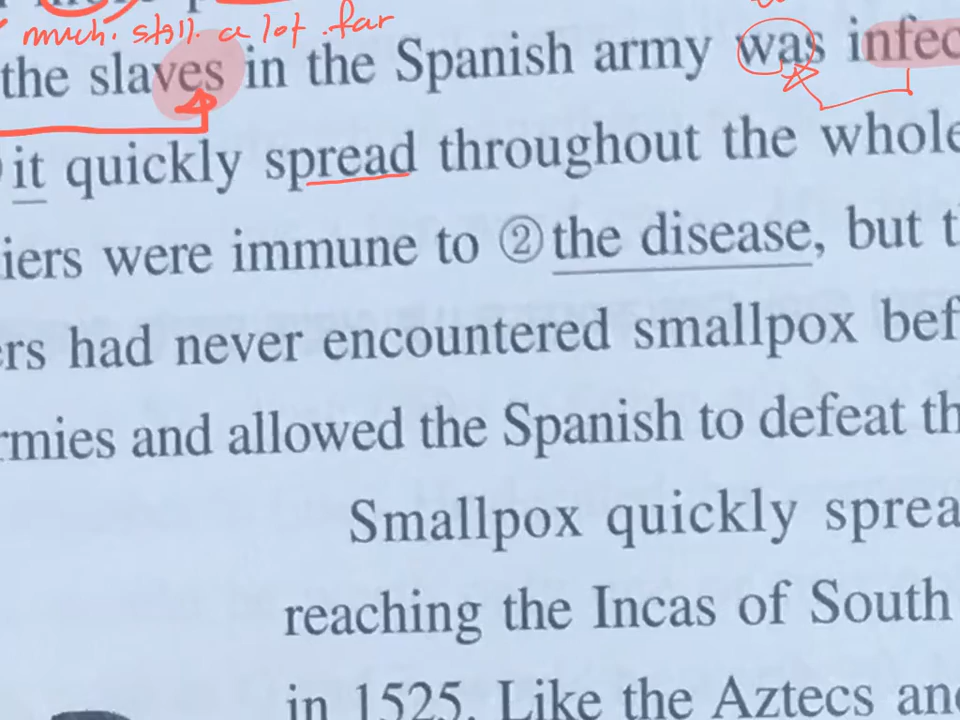 much. still. a lot. far
the slaves in the Spanish army was infec
it quickly spread throughout the whole
iers were immune to ②the disease, but t
ers had never encountered smallpox bef
rmies and allowed the Spanish to defeat th
Smallpox quickly sprea
reaching the Incas of South
in 1525. Like the Aztecs an